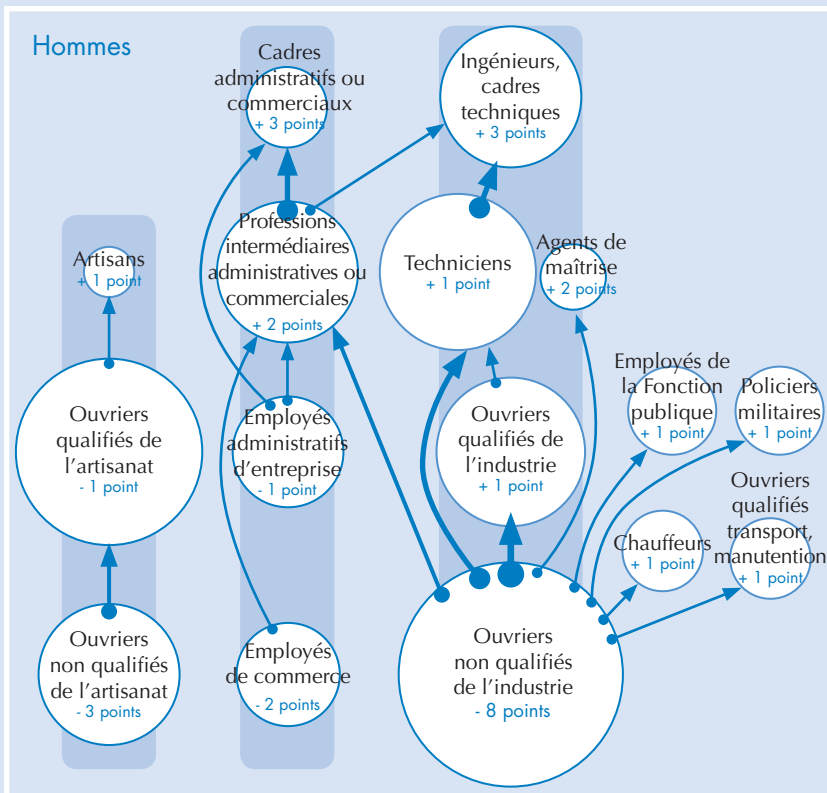 Hommes
Cadres
administratifs ou
commerciaux
+ 3 points
Ingénieurs,
cadres
techniques
+ 3 points
Artisans
+ 1 point
Professions
intermédiaires
administratives ou
commerciales
+ 2 points
Techniciens
+ 1 point
Agents de
maîtrise
+ 2 points
Ouvriers
qualifiés de
l'artisanat
- 1 point
Employés
administratifs
d'entreprise
- 1 point
Ouvriers
qualifiés de
l'industrie
+ 1 point
Employés de
la Fonction
publique
+ 1 point
Policiers
militaires
+ 1 point
Chauffeurs
+ 1 point
Ouvriers
qualifiés
transport,
manutention
+ 1 point
Ouvriers
non qualifiés
de l'artisanat
- 3 points
Employés
de commerce
- 2 points
Ouvriers
non qualifiés
de l'industrie
- 8 points